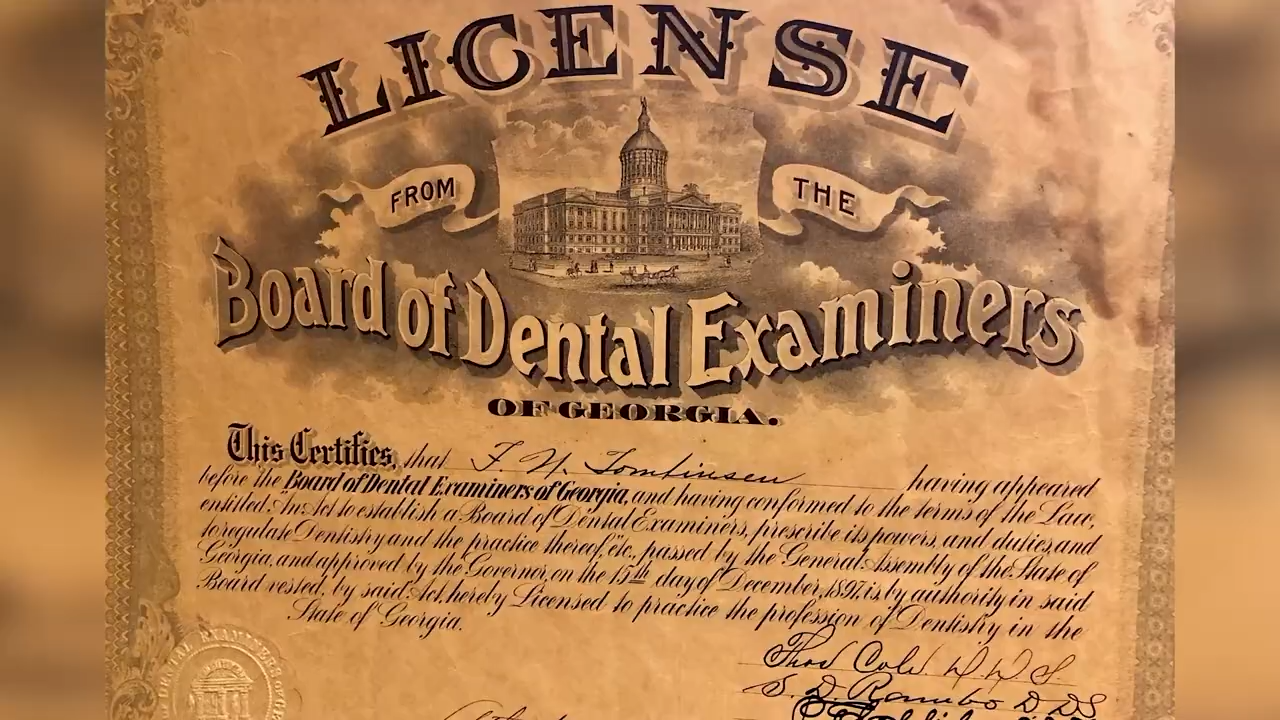 LICENSE
FROM THE
Board of Dental Examiners
OF GEORGIA.
This Certifies, that F. N. Tomlinson having appeared
before the Board of Dental Examiners of Georgia, and having conformed to the terms of the Law,
entitled "An Act to establish a Board of Dental Examiners, prescribe its powers, and duties, and
to regulate Dentistry and the practice thereof," etc., passed by the General Assembly of the State of
Georgia, and approved by the Governor, on the 15th day of December, 1897, is by authority in said
Board vested, by said Act, hereby Licensed to practice the profession of Dentistry in the
State of Georgia.
Thos Cole D. D. S.
S. D. Rambo D D S